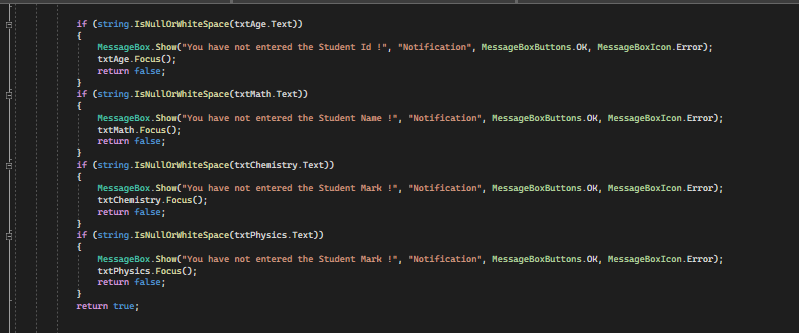 if (string.IsNullOrWhiteSpace(txtAge.Text))
{
MessageBox.Show("You have not entered the Student Id !", "Notification", MessageBoxButtons.OK, MessageBoxIcon.Error);
txtAge.Focus();
return false;
}
if (string.IsNullOrWhiteSpace(txtMath.Text))
{
MessageBox.Show("You have not entered the Student Name !", "Notification", MessageBoxButtons.OK, MessageBoxIcon.Error);
txtMath.Focus();
return false;
}
if (string.IsNullOrWhiteSpace(txtChemistry.Text))
{
MessageBox.Show("You have not entered the Student Mark !", "Notification", MessageBoxButtons.OK, MessageBoxIcon.Error);
txtChemistry.Focus();
return false;
}
if (string.IsNullOrWhiteSpace(txtPhysics.Text))
{
MessageBox.Show("You have not entered the Student Mark !", "Notification", MessageBoxButtons.OK, MessageBoxIcon.Error);
txtPhysics.Focus();
return false;
}
return true;